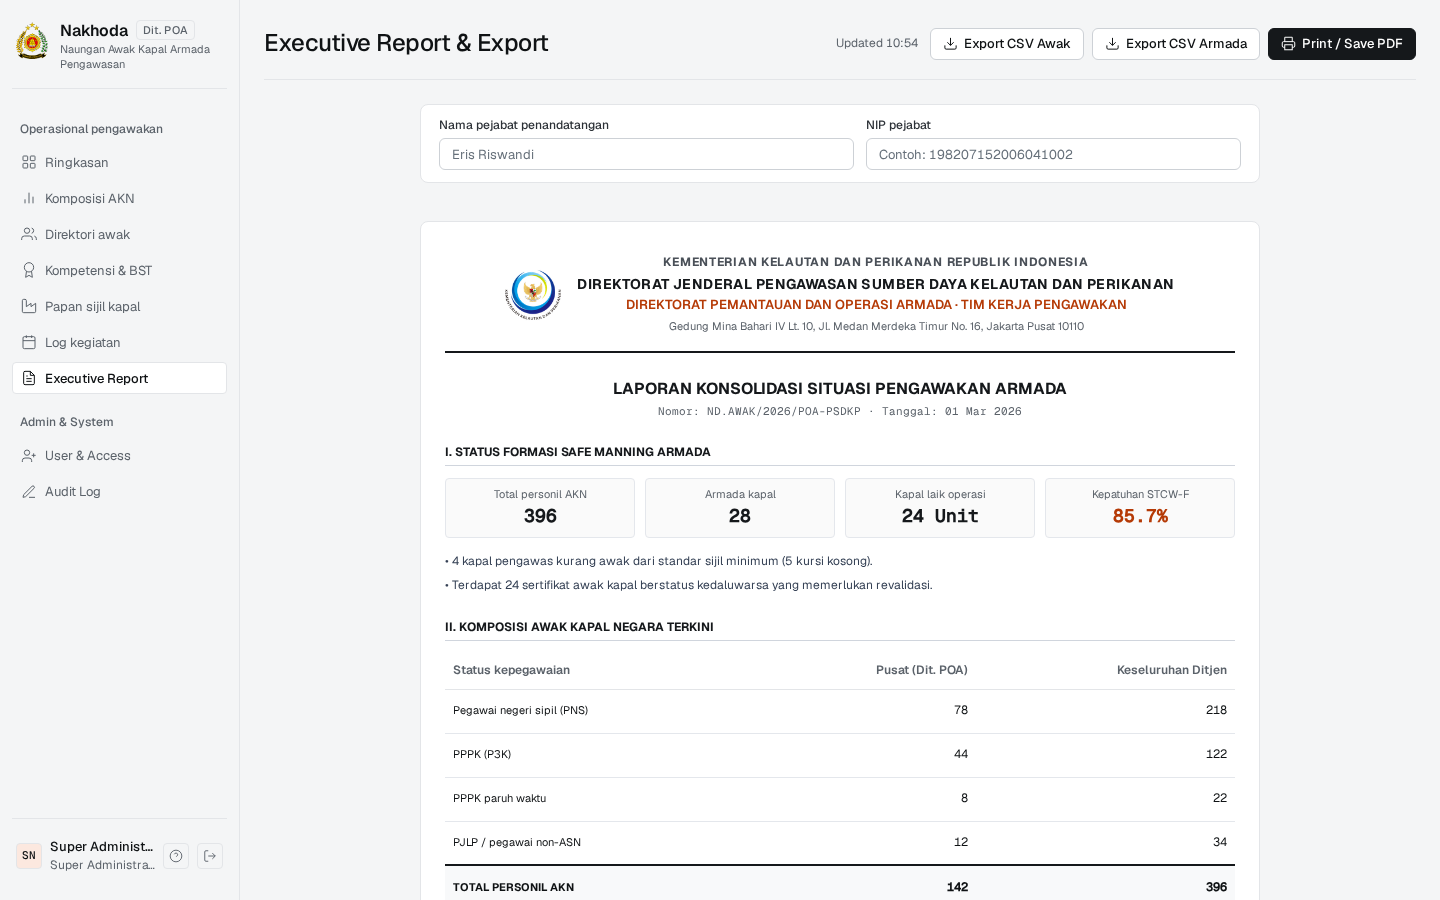 Nakhoda
Dit. POA
Naungan Awak Kapal Armada
Pengawasan
Operasional pengawakan
Ringkasan
Komposisi AKN
Direktori awak
Kompetensi & BST
Papan sijil kapal
Log kegiatan
Executive Report
Admin & System
User & Access
Audit Log
SN
Super Administ...
Super Administra...
Executive Report & Export
Updated 10:54
Export CSV Awak
Export CSV Armada
Print / Save PDF
Nama pejabat penandatangan
NIP pejabat
Eris Riswandi
Contoh: 198207152006041002
KEMENTERIAN KELAUTAN DAN PERIKANAN REPUBLIK INDONESIA
DIREKTORAT JENDERAL PENGAWASAN SUMBER DAYA KELAUTAN DAN PERIKANAN
DIREKTORAT PEMANTAUAN DAN OPERASI ARMADA · TIM KERJA PENGAWAKAN
Gedung Mina Bahari IV Lt. 10, Jl. Medan Merdeka Timur No. 16, Jakarta Pusat 10110
LAPORAN KONSOLIDASI SITUASI PENGAWAKAN ARMADA
Nomor: ND.AWAK/2026/POA-PSDKP · Tanggal: 01 Mar 2026
I. STATUS FORMASI SAFE MANNING ARMADA
Total personil AKN
396
Armada kapal
28
Kapal laik operasi
24 Unit
Kepatuhan STCW-F
85.7%
• 4 kapal pengawas kurang awak dari standar sijil minimum (5 kursi kosong).
• Terdapat 24 sertifikat awak kapal berstatus kedaluwarsa yang memerlukan revalidasi.
II. KOMPOSISI AWAK KAPAL NEGARA TERKINI
Status kepegawaian Pusat (Dit. POA) Keseluruhan Ditjen
Pegawai negeri sipil (PNS) 78 218
PPPK (P3K) 44 122
PPPK paruh waktu 8 22
PJLP / pegawai non-ASN 12 34
TOTAL PERSONIL AKN 142 396